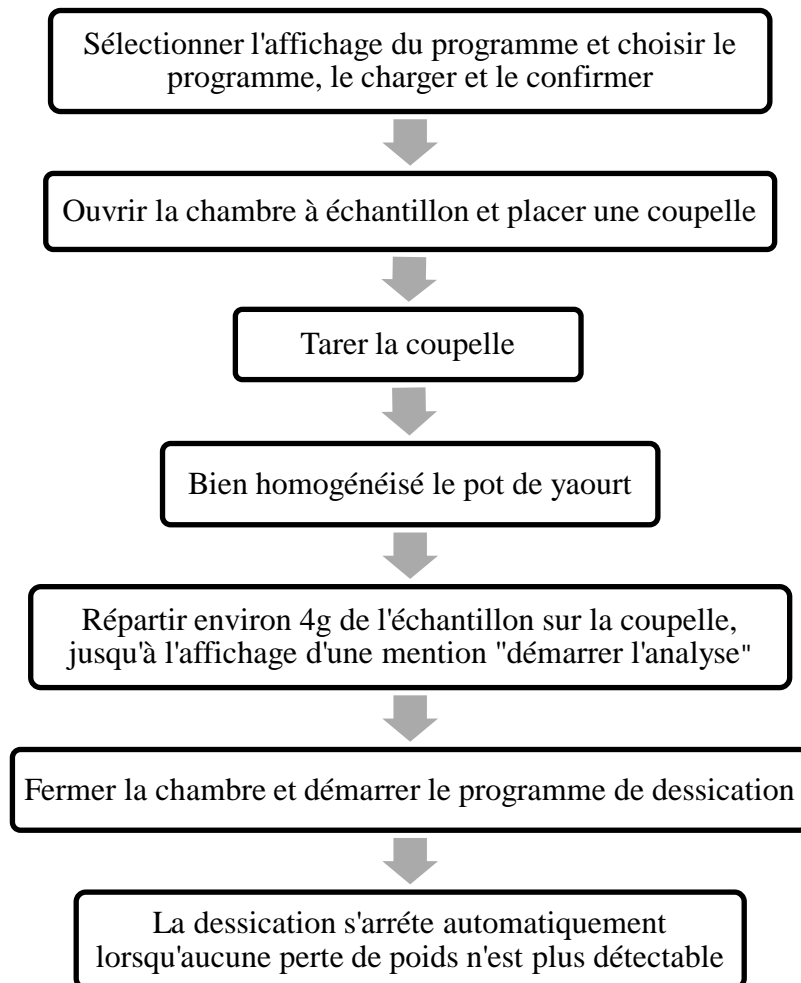 Sélectionner l'affichage du programme et choisir le
programme, le charger et le confirmer
Ouvrir la chambre à échantillon et placer une coupelle
Tarer la coupelle
Bien homogénéisé le pot de yaourt
Répartir environ 4g de l'échantillon sur la coupelle,
jusqu'à l'affichage d'une mention "démarrer l'analyse"
Fermer la chambre et démarrer le programme de dessication
La dessication s'arréte automatiquement
lorsqu'aucune perte de poids n'est plus détectable